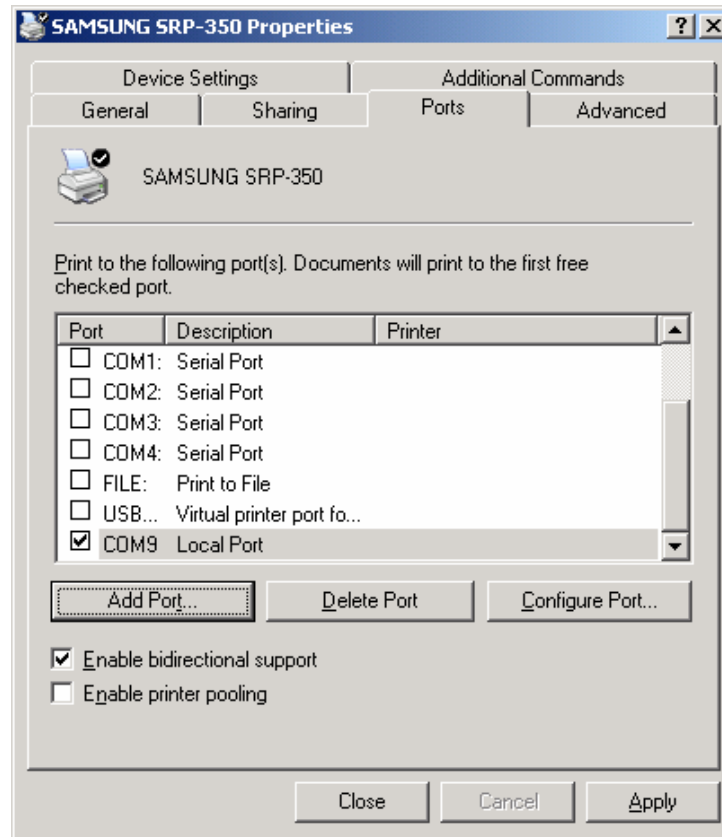 SAMSUNG SRP-350 Properties
Device Settings Additional Commands
General Sharing Ports Advanced
SAMSUNG SRP-350
Print to the following port(s). Documents will print to the first free
checked port.
Port Description Printer
COM1: Serial Port
COM2: Serial Port
COM3: Serial Port
COM4: Serial Port
FILE: Print to File
USB... Virtual printer port fo...
COM9 Local Port
Add Port... Delete Port Configure Port...
Enable bidirectional support
Enable printer pooling
Close Cancel Apply